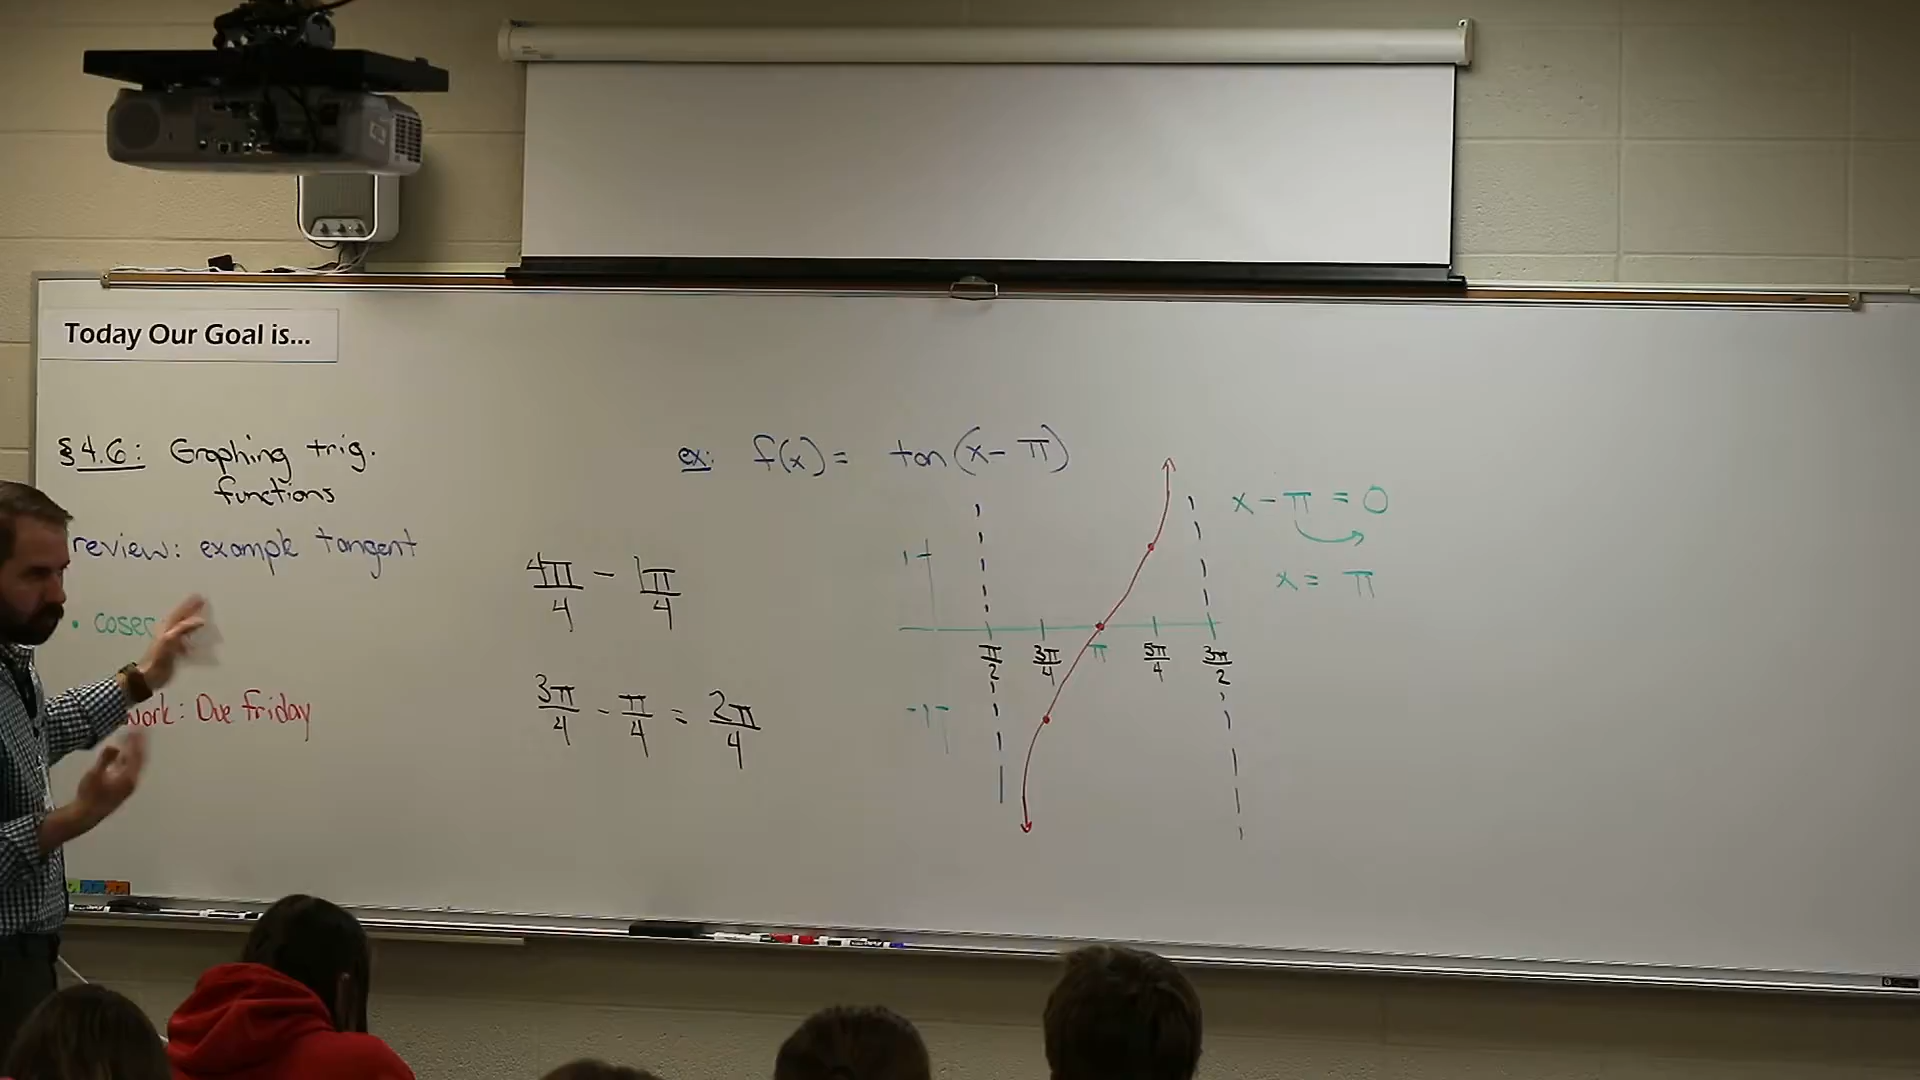 Today Our Goal is...
§4.6: Graphing trig.
functions
review: example tangent
• cosec
work: Due friday
ex: f(x) = tan(x - π)
4π/4 - 1π/4
3π/4 - π/4 = 2π/4
1
-1
π/2 3π/4 π 5π/4 3π/2
x - π = 0
x = π